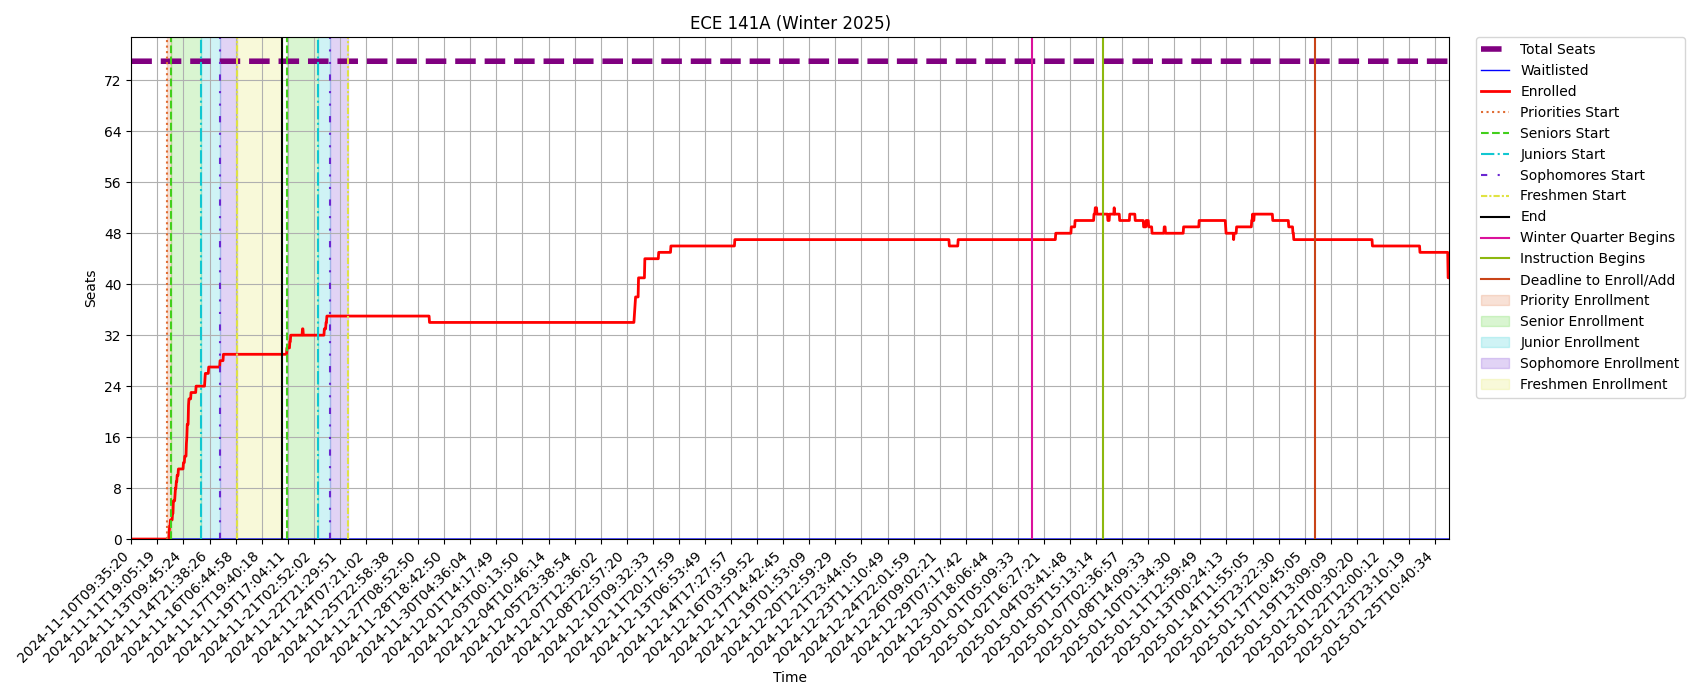 ECE 141A (Winter 2025)
Seats
72
64
56
48
40
32
24
16
8
0
2024-11-10T09:35:20
2024-11-11T19:05:19
2024-11-13T09:45:24
2024-11-14T21:38:26
2024-11-16T06:44:58
2024-11-17T19:40:18
2024-11-19T17:04:11
2024-11-21T02:52:02
2024-11-22T21:29:51
2024-11-24T07:21:02
2024-11-25T22:58:38
2024-11-27T08:52:50
2024-11-28T18:42:50
2024-11-30T04:36:04
2024-12-01T14:17:49
2024-12-03T00:13:50
2024-12-04T10:46:14
2024-12-05T23:38:54
2024-12-07T12:36:02
2024-12-08T22:57:20
2024-12-10T09:32:33
2024-12-11T20:17:59
2024-12-13T06:53:49
2024-12-14T17:27:57
2024-12-16T03:59:52
2024-12-17T14:42:45
2024-12-19T01:53:09
2024-12-20T12:59:29
2024-12-21T23:44:05
2024-12-23T11:10:49
2024-12-24T22:01:59
2024-12-26T09:02:21
2024-12-29T07:17:42
2024-12-30T18:06:44
2025-01-01T05:09:33
2025-01-02T16:27:21
2025-01-04T03:41:48
2025-01-05T15:13:14
2025-01-07T02:36:57
2025-01-08T14:09:33
2025-01-10T01:34:30
2025-01-11T12:59:49
2025-01-13T00:24:13
2025-01-14T11:55:05
2025-01-15T23:22:30
2025-01-17T10:45:05
2025-01-19T13:09:09
2025-01-21T00:30:20
2025-01-22T12:00:12
2025-01-23T23:10:19
2025-01-25T10:40:34
Time
Total Seats
Waitlisted
Enrolled
Priorities Start
Seniors Start
Juniors Start
Sophomores Start
Freshmen Start
End
Winter Quarter Begins
Instruction Begins
Deadline to Enroll/Add
Priority Enrollment
Senior Enrollment
Junior Enrollment
Sophomore Enrollment
Freshmen Enrollment